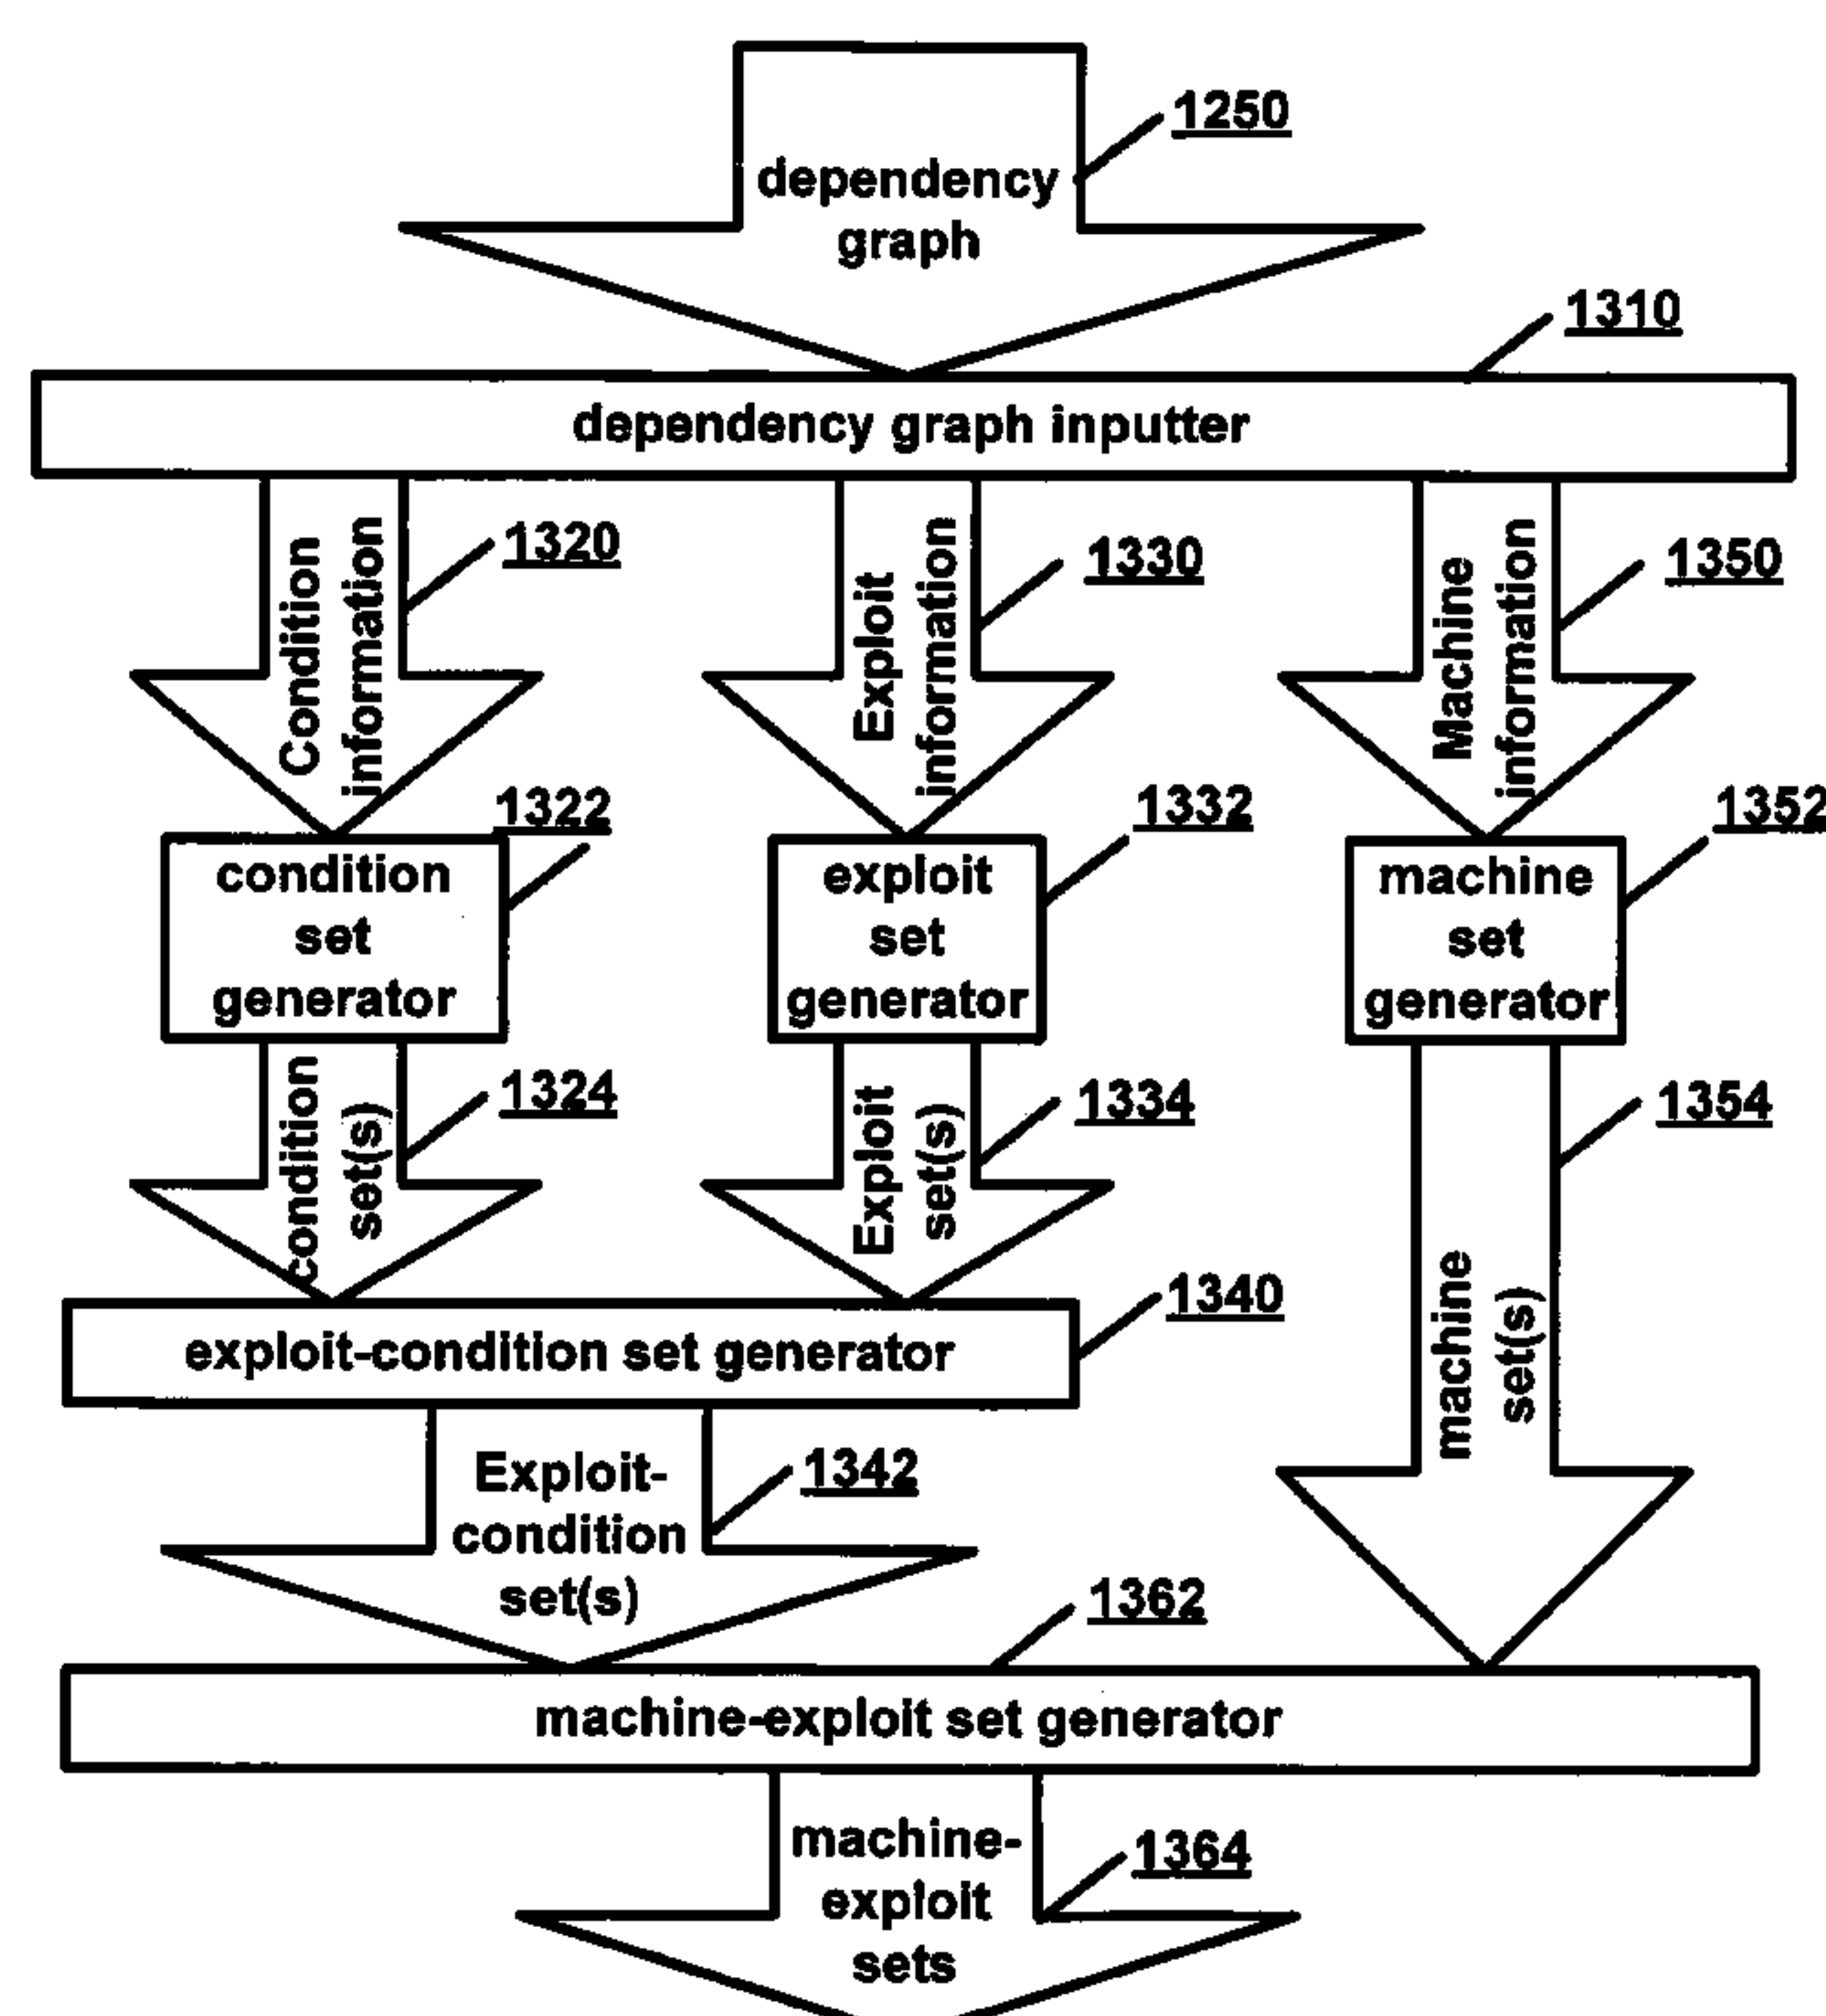 1250
dependency
graph
1310
dependency graph inputter
Condition
information
1320
Exploit
information
1330
Machine
information
1350
1322
condition
set
generator
1332
exploit
set
generator
1352
machine
set
generator
condition
set(s)
1324
Exploit
set(s)
1334
machine
set(s)
1354
1340
exploit-condition set generator
Exploit-
condition
set(s)
1342
1362
machine-exploit set generator
machine-
exploit
sets
1364